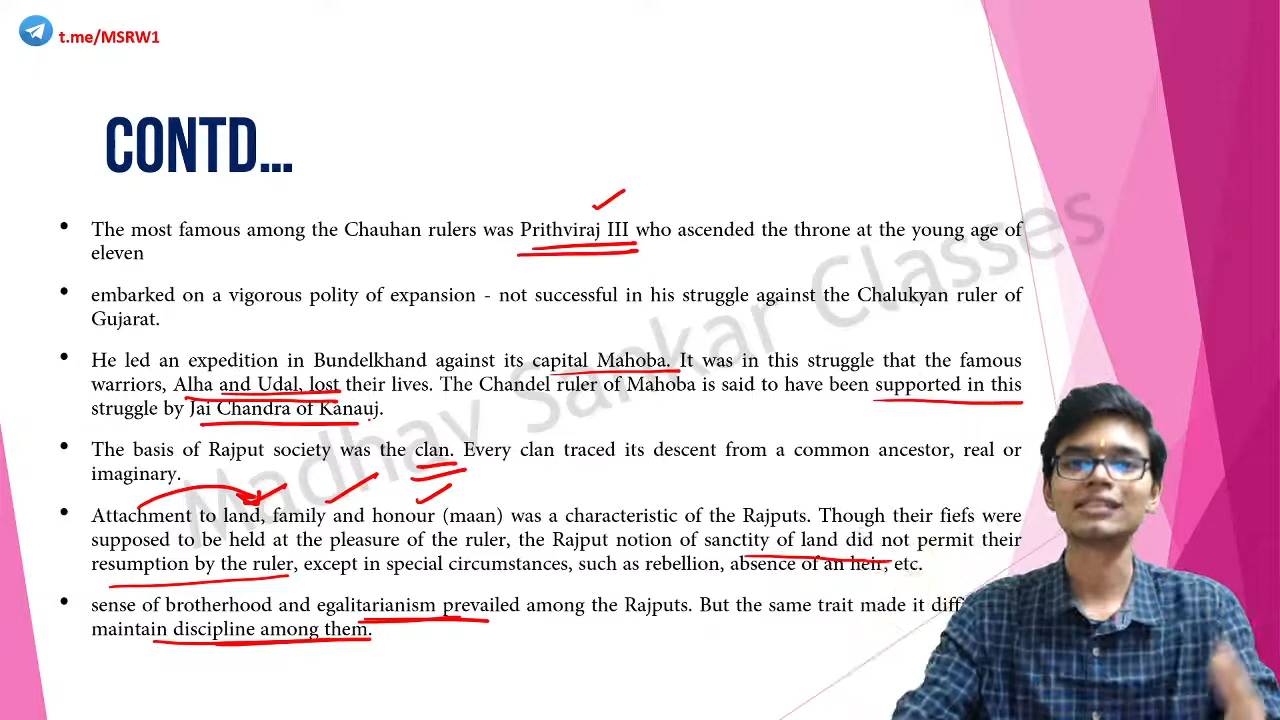 t.me/MSRW1
CONTD...
• The most famous among the Chauhan rulers was Prithviraj III who ascended the throne at the young age of
eleven
• embarked on a vigorous polity of expansion - not successful in his struggle against the Chalukyan ruler of
Gujarat.
• He led an expedition in Bundelkhand against its capital Mahoba. It was in this struggle that the famous
warriors, Alha and Udal, lost their lives. The Chandel ruler of Mahoba is said to have been supported in this
struggle by Jai Chandra of Kanauj.
• The basis of Rajput society was the clan. Every clan traced its descent from a common ancestor, real or
imaginary.
• Attachment to land, family and honour (maan) was a characteristic of the Rajputs. Though their fiefs were
supposed to be held at the pleasure of the ruler, the Rajput notion of sanctity of land did not permit their
resumption by the ruler, except in special circumstances, such as rebellion, absence of an heir, etc.
• sense of brotherhood and egalitarianism prevailed among the Rajputs. But the same trait made it
maintain discipline among them.
Madhav Sankar Classes